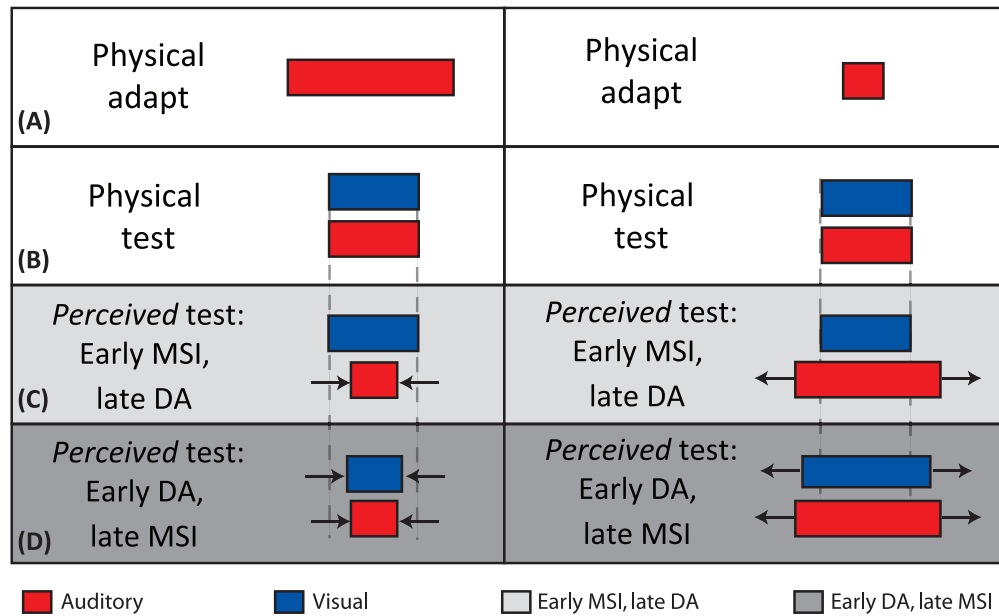 Physical
adapt
(A)
Physical
adapt
Physical
test
(B)
Physical
test
Perceived test:
Early MSI,
late DA
(C)
Perceived test:
Early MSI,
late DA
Perceived test:
Early DA,
late MSI
(D)
Perceived test:
Early DA,
late MSI
Auditory
Visual
Early MSI, late DA
Early DA, late MSI